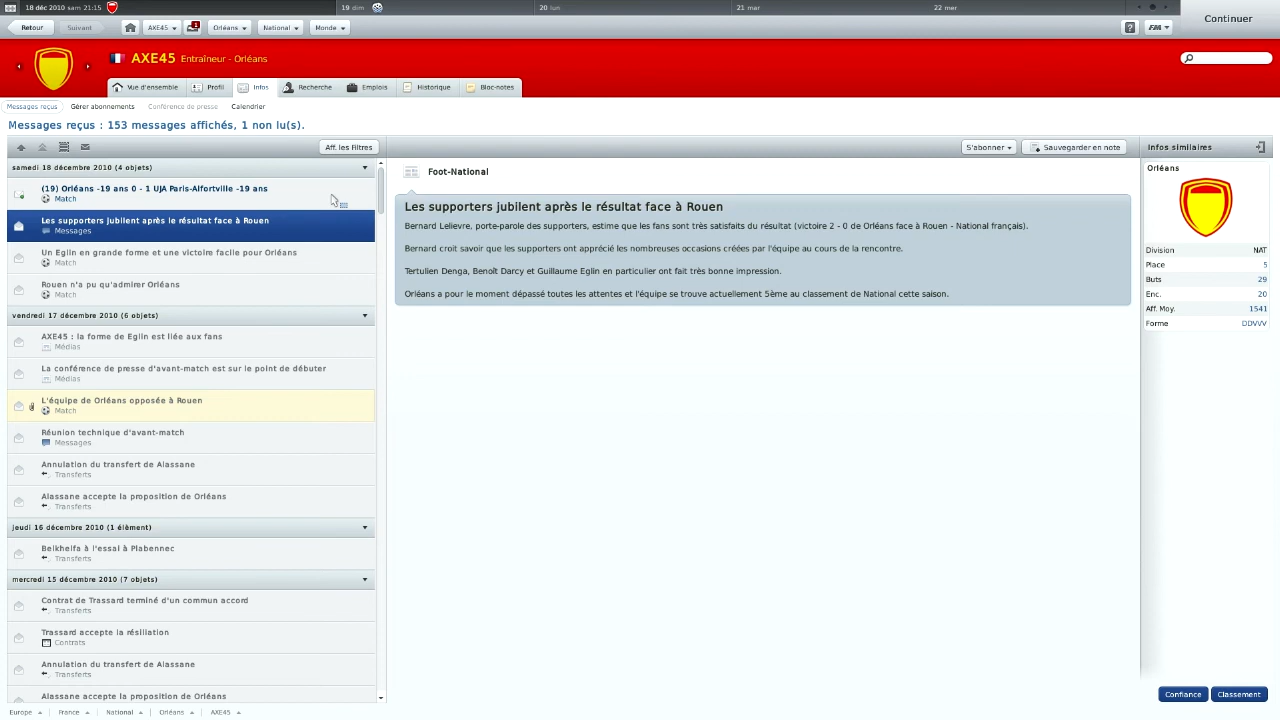 18 déc 2010 sam 21:15
19 dim
20 lun
21 mar
22 mer
Retour
Suivant
AXE45
1
Orléans
National
Monde
?
FM
Continuer
AXE45 Entraîneur - Orléans
Vue d'ensemble
Profil
Infos
Recherche
Emplois
Historique
Bloc-notes
Messages reçus
Gérer abonnements
Conférence de presse
Calendrier
Messages reçus : 153 messages affichés, 1 non lu(s).
Aff. les Filtres
S'abonner
Sauvegarder en note
Infos similaires
samedi 18 décembre 2010 (4 objets)
(19) Orléans -19 ans 0 - 1 UJA Paris-Alfortville -19 ans
Match
Les supporters jubilent après le résultat face à Rouen
Messages
Un Eglin en grande forme et une victoire facile pour Orléans
Match
Rouen n'a pu qu'admirer Orléans
Match
vendredi 17 décembre 2010 (6 objets)
AXE45 : la forme de Eglin est liée aux fans
Médias
La conférence de presse d'avant-match est sur le point de débuter
Médias
L'équipe de Orléans opposée à Rouen
Match
Réunion technique d'avant-match
Messages
Annulation du transfert de Alassane
Transferts
Alassane accepte la proposition de Orléans
Transferts
jeudi 16 décembre 2010 (1 élément)
Belkheifa à l'essai à Plabennec
Transferts
mercredi 15 décembre 2010 (7 objets)
Contrat de Trassard terminé d'un commun accord
Transferts
Trassard accepte la résiliation
Contrats
Annulation du transfert de Alassane
Transferts
Alassane accepte la proposition de Orléans
Foot-National
Les supporters jubilent après le résultat face à Rouen
Bernard Lelievre, porte-parole des supporters, estime que les fans sont très satisfaits du résultat (victoire 2 - 0 de Orléans face à Rouen - National français).
Bernard croit savoir que les supporters ont apprécié les nombreuses occasions créées par l'équipe au cours de la rencontre.
Tertulien Denga, Benoît Darcy et Guillaume Eglin en particulier ont fait très bonne impression.
Orléans a pour le moment dépassé toutes les attentes et l'équipe se trouve actuellement 5ème au classement de National cette saison.
Orléans
Division NAT
Place 5
Buts 29
Enc. 20
Aff. Moy. 1541
Forme DDVVV
Confiance
Classement
Europe
France
National
Orléans
AXE45